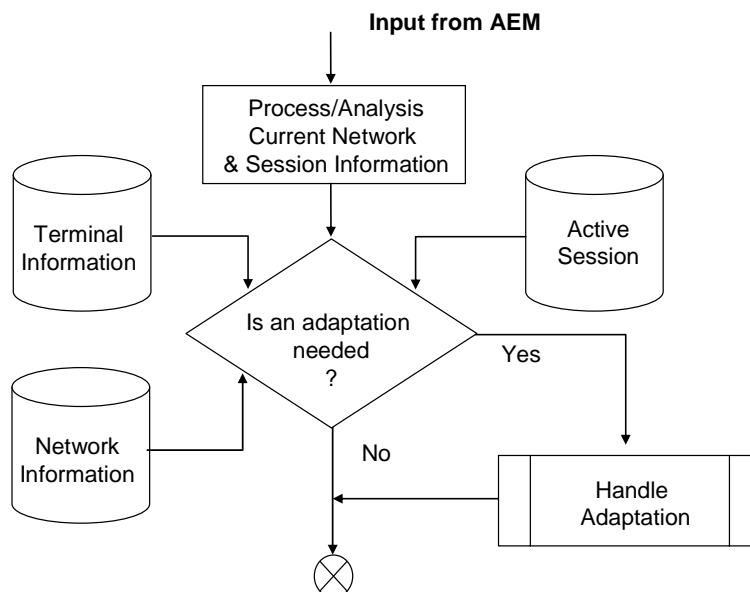 Input from AEM
Process/Analysis
Current Network
& Session Information
Terminal
Information
Active
Session
Is an adaptation
needed
?
Yes
Network
Information
No
Handle
Adaptation